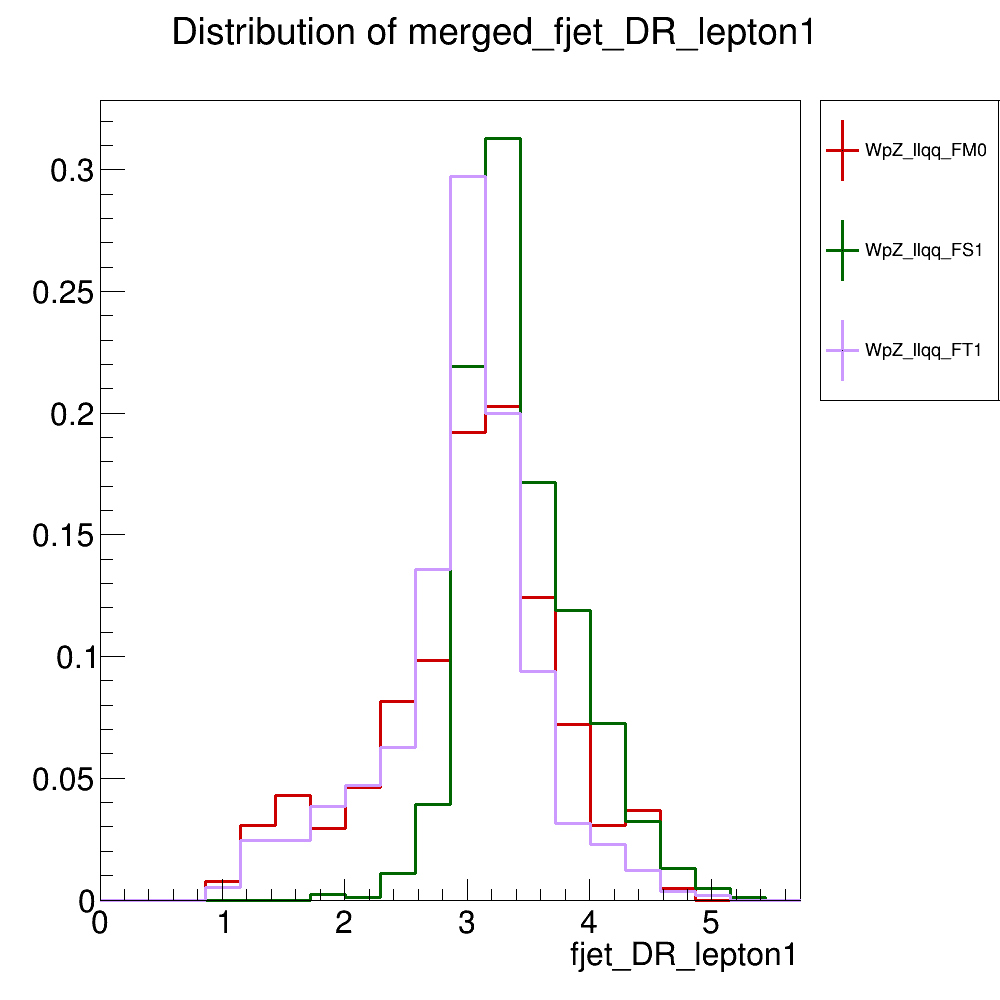 Distribution of merged_fjet_DR_lepton1
WpZ_llqq_FM0
WpZ_llqq_FS1
WpZ_llqq_FT1
0.3
0.25
0.2
0.15
0.1
0.05
0
0 1 2 3 4 5
fjet_DR_lepton1